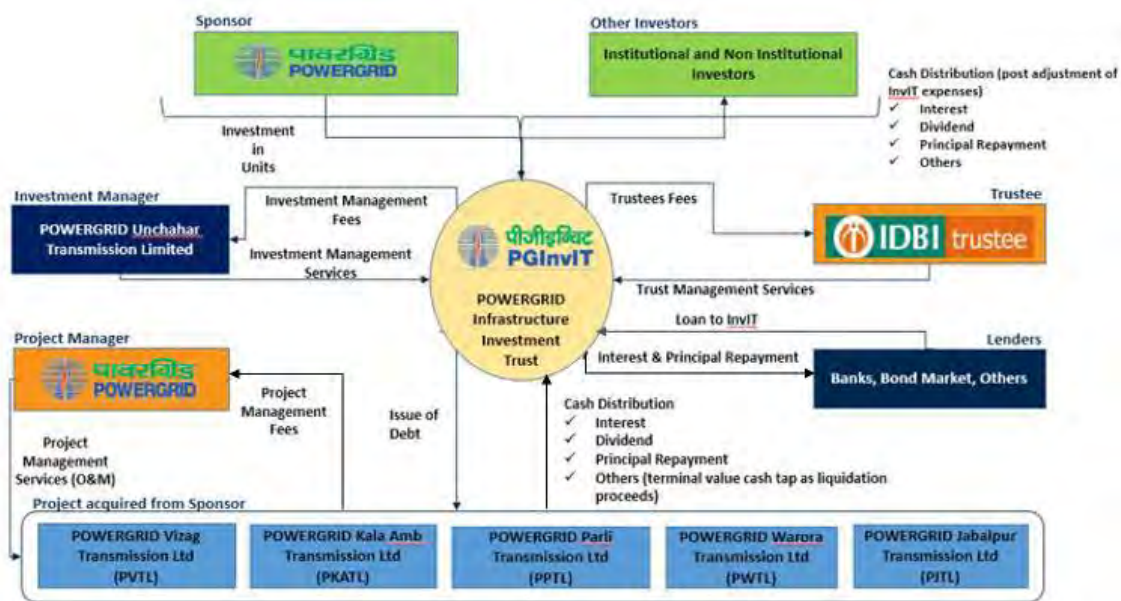 Sponsor
पावरग्रिड
POWERGRID
Other Investors
Institutional and Non Institutional
Investors
Cash Distribution (post adjustment of
InvIT expenses)
✓ Interest
✓ Dividend
✓ Principal Repayment
✓ Others
Investment
in
Units
Investment Manager
POWERGRID Unchahar
Transmission Limited
Investment Management
Fees
Investment Management
Services
पीजीइन्विट
PGInvIT
POWERGRID
Infrastructure
Investment
Trust
Trustees Fees
Trustee
IDBI trustee
Trust Management Services
Loan to InvIT
Lenders
Interest & Principal Repayment
Banks, Bond Market, Others
Project Manager
पावरग्रिड
POWERGRID
Project
Management
Fees
Issue of
Debt
Cash Distribution
✓ Interest
✓ Dividend
✓ Principal Repayment
✓ Others (terminal value cash tap as liquidation
proceeds)
Project
Management
Services (O&M)
Project acquired from Sponsor
POWERGRID Vizag
Transmission Ltd
(PVTL)
POWERGRID Kala Amb
Transmission Ltd
(PKATL)
POWERGRID Parli
Transmission Ltd
(PPTL)
POWERGRID Warora
Transmission Ltd
(PWTL)
POWERGRID Jabalpur
Transmission Ltd
(PJTL)